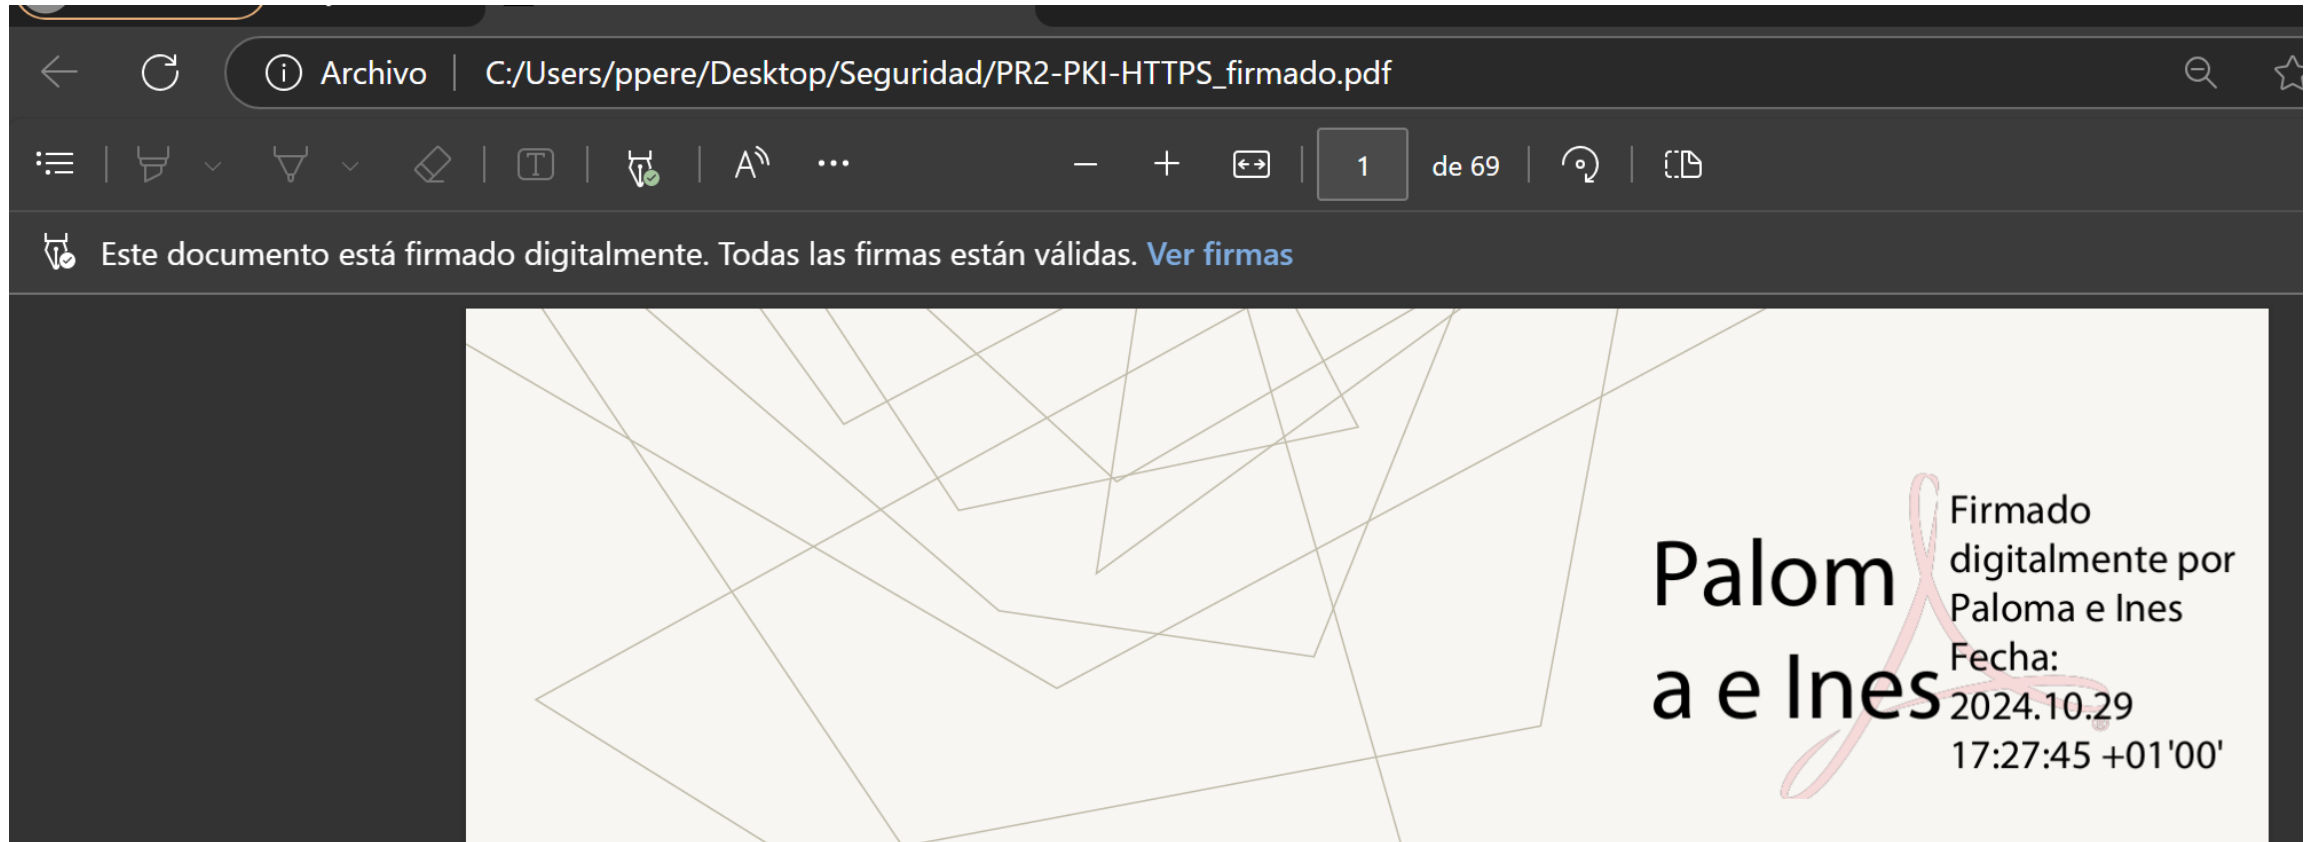 Archivo
C:/Users/ppere/Desktop/Seguridad/PR2-PKI-HTTPS_firmado.pdf
1
de 69
Este documento está firmado digitalmente. Todas las firmas están válidas. Ver firmas
Palom
a e Ines
Firmado
digitalmente por
Paloma e Ines
Fecha:
2024.10.29
17:27:45 +01'00'